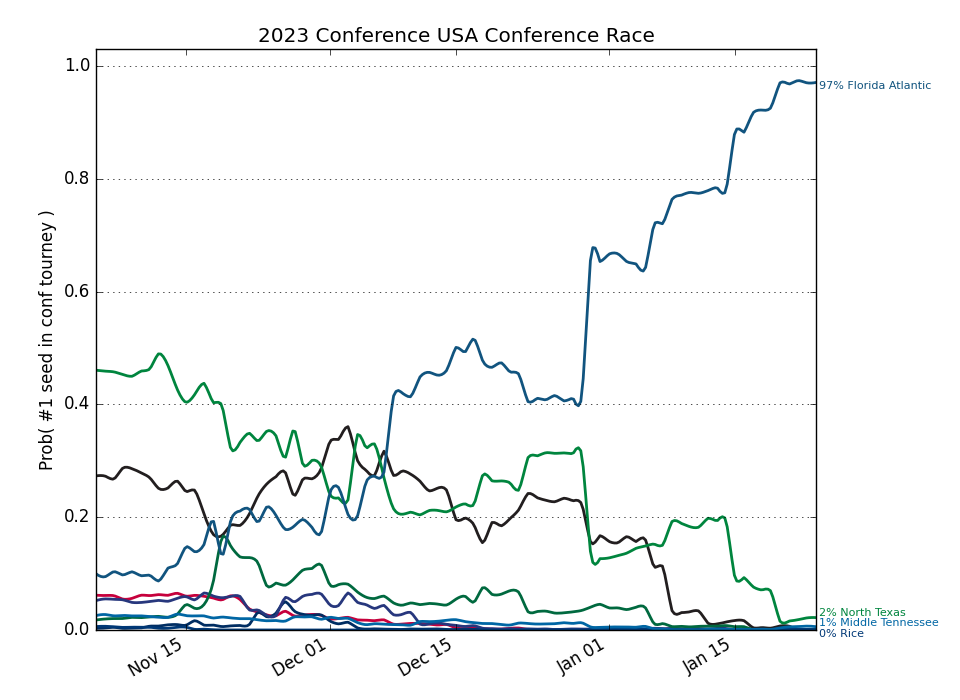 2023 Conference USA Conference Race
Prob( #1 seed in conf tourney )
1.0
0.8
0.6
0.4
0.2
0.0
Nov 15
Dec 01
Dec 15
Jan 01
Jan 15
97% Florida Atlantic
2% North Texas
1% Middle Tennessee
0% Rice